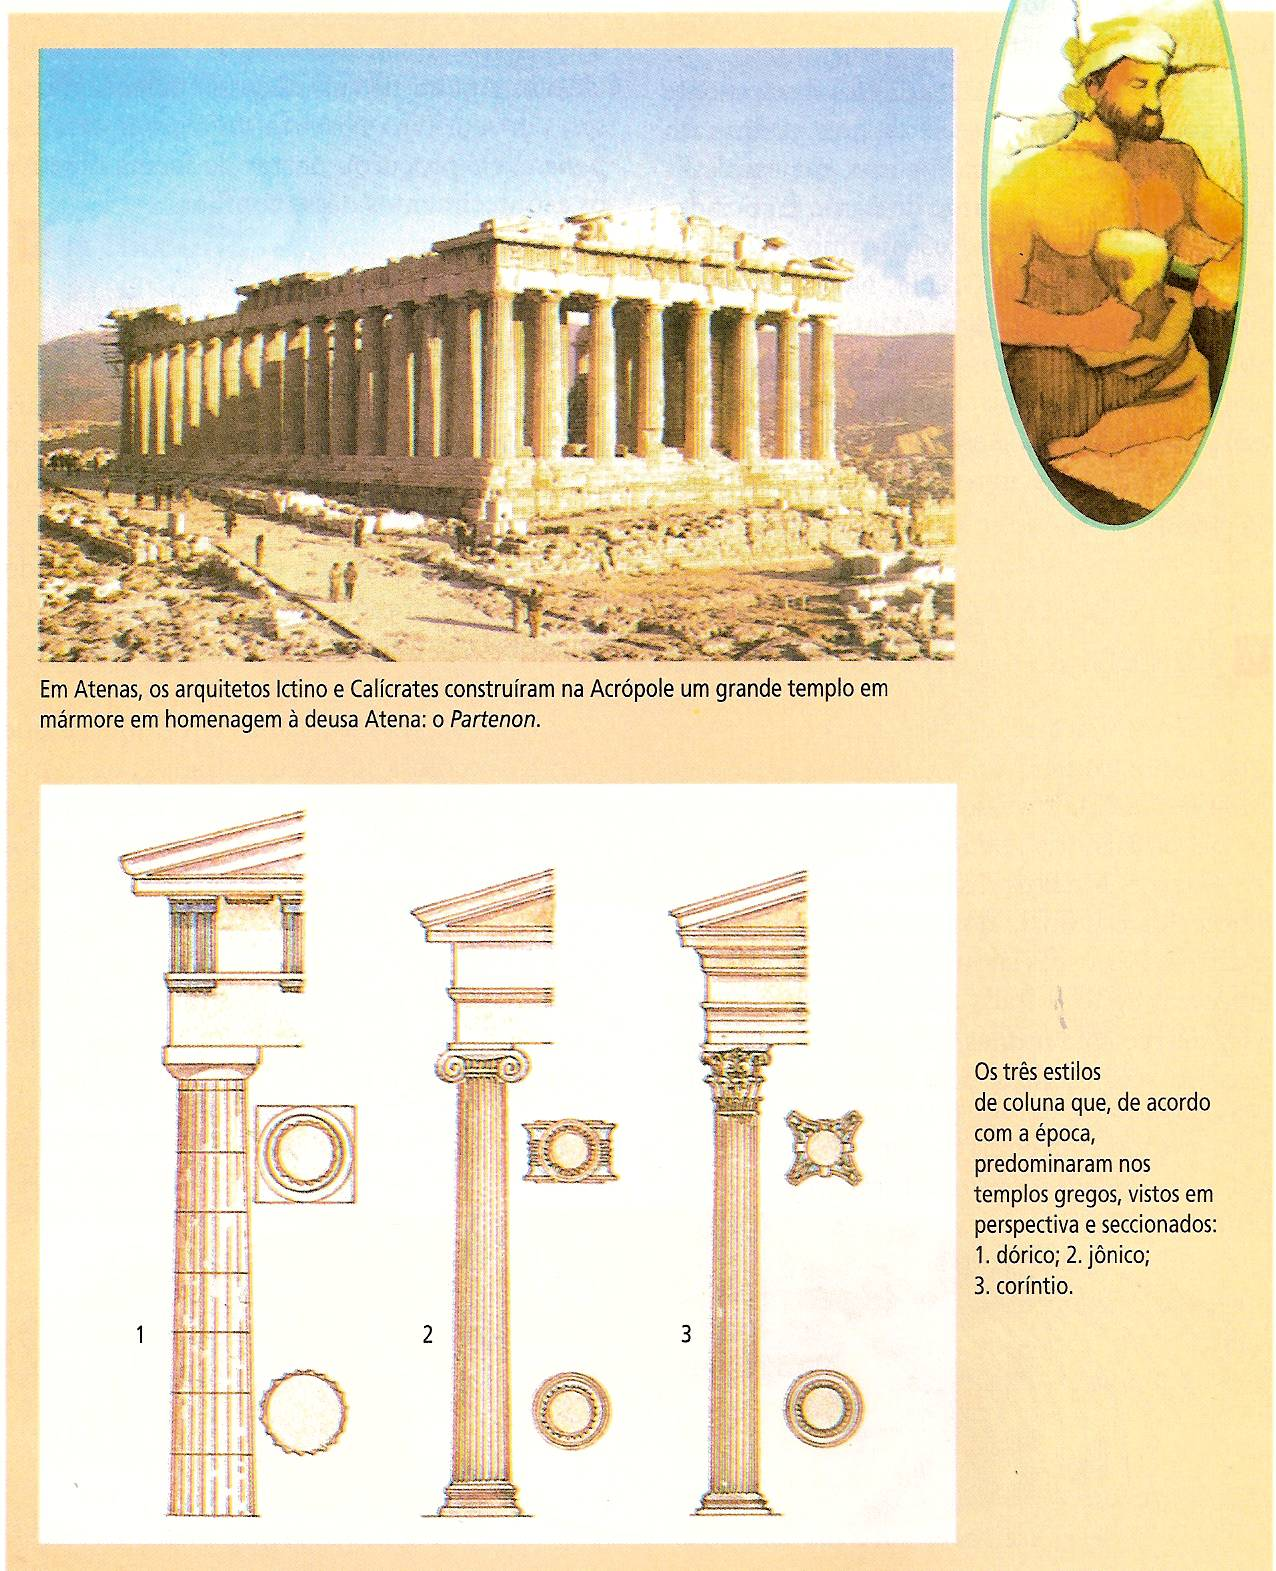 Em Atenas, os arquitetos Ictino e Calícrates construíram na Acrópole um grande templo em
mármore em homenagem à deusa Atena: o Partenon.
Os três estilos
de coluna que, de acordo
com a época,
predominaram nos
templos gregos, vistos em
perspectiva e seccionados:
1. dórico; 2. jônico;
3. coríntio.
1
2
3